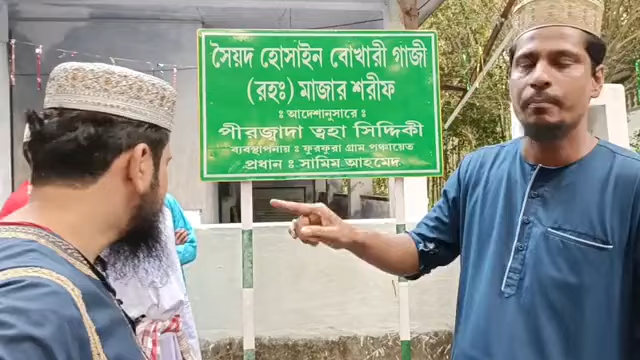 সৈয়দ হোসাইন বোখারী গাজী
(রহঃ) মাজার শরীফ
ঃ আদেশানুসারে ঃ
পীরজাদা ত্বহা সিদ্দিকী
ব্যবস্থাপনায় ঃ ফুরফুরা গ্রাম পঞ্চায়েত
প্রধান ঃ সামিম আহমেদ